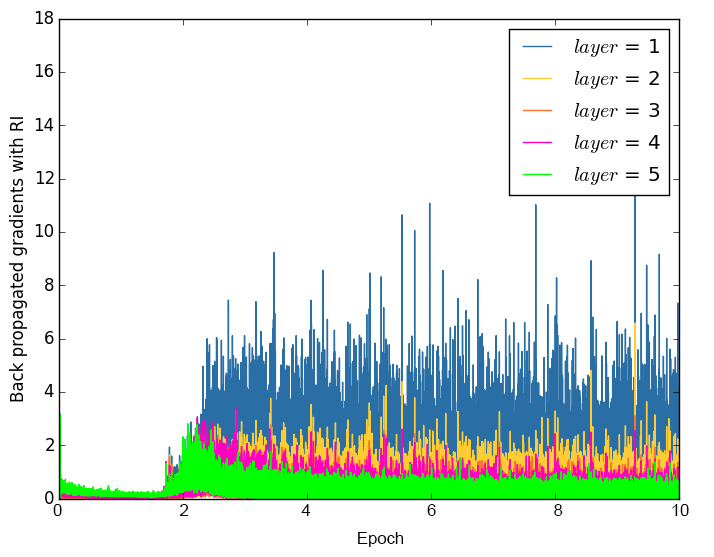 18
16
14
12
10
8
6
4
2
0
Back propagated gradients with RI
layer = 1
layer = 2
layer = 3
layer = 4
layer = 5
0 2 4 6 8 10
Epoch